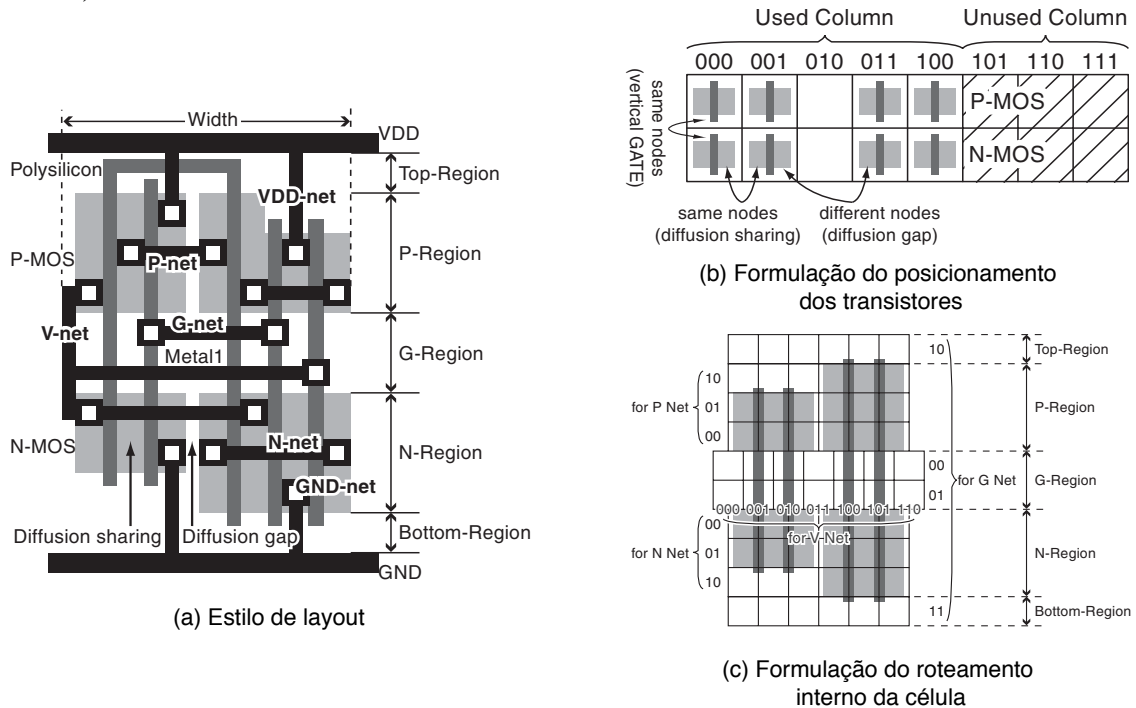 Width
VDD
Polysilicon
Top-Region
VDD-net
P-MOS
P-net
P-Region
V-net
G-net
Metal1
G-Region
N-MOS
N-net
N-Region
GND-net
Diffusion sharing
Diffusion gap
Bottom-Region
GND
(a) Estilo de layout
Used Column
Unused Column
000 001 010 011 100 101 110 111
same nodes
(vertical GATE)
P-MOS
N-MOS
same nodes
(diffusion sharing)
different nodes
(diffusion gap)
(b) Formulação do posicionamento
dos transistores
10
Top-Region
for P Net
10
01
00
P-Region
00
01
for G Net
G-Region
000 001 010 011 100 101 110
for V-Net
for N Net
00
01
10
N-Region
11
Bottom-Region
(c) Formulação do roteamento
interno da célula